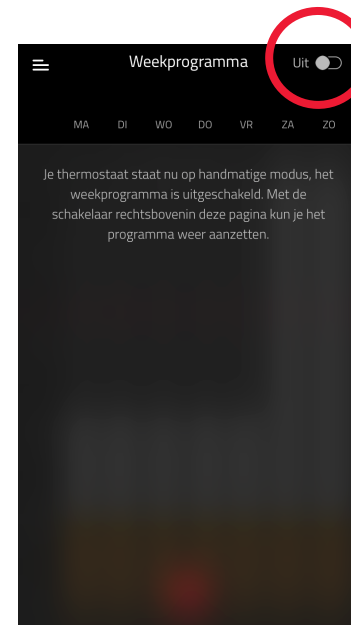 Weekprogramma Uit
MA DI WO DO VR ZA ZO
Je thermostaat staat nu op handmatige modus, het
weekprogramma is uitgeschakeld. Met de
schakelaar rechtsbovenin deze pagina kun je het
programma weer aanzetten.